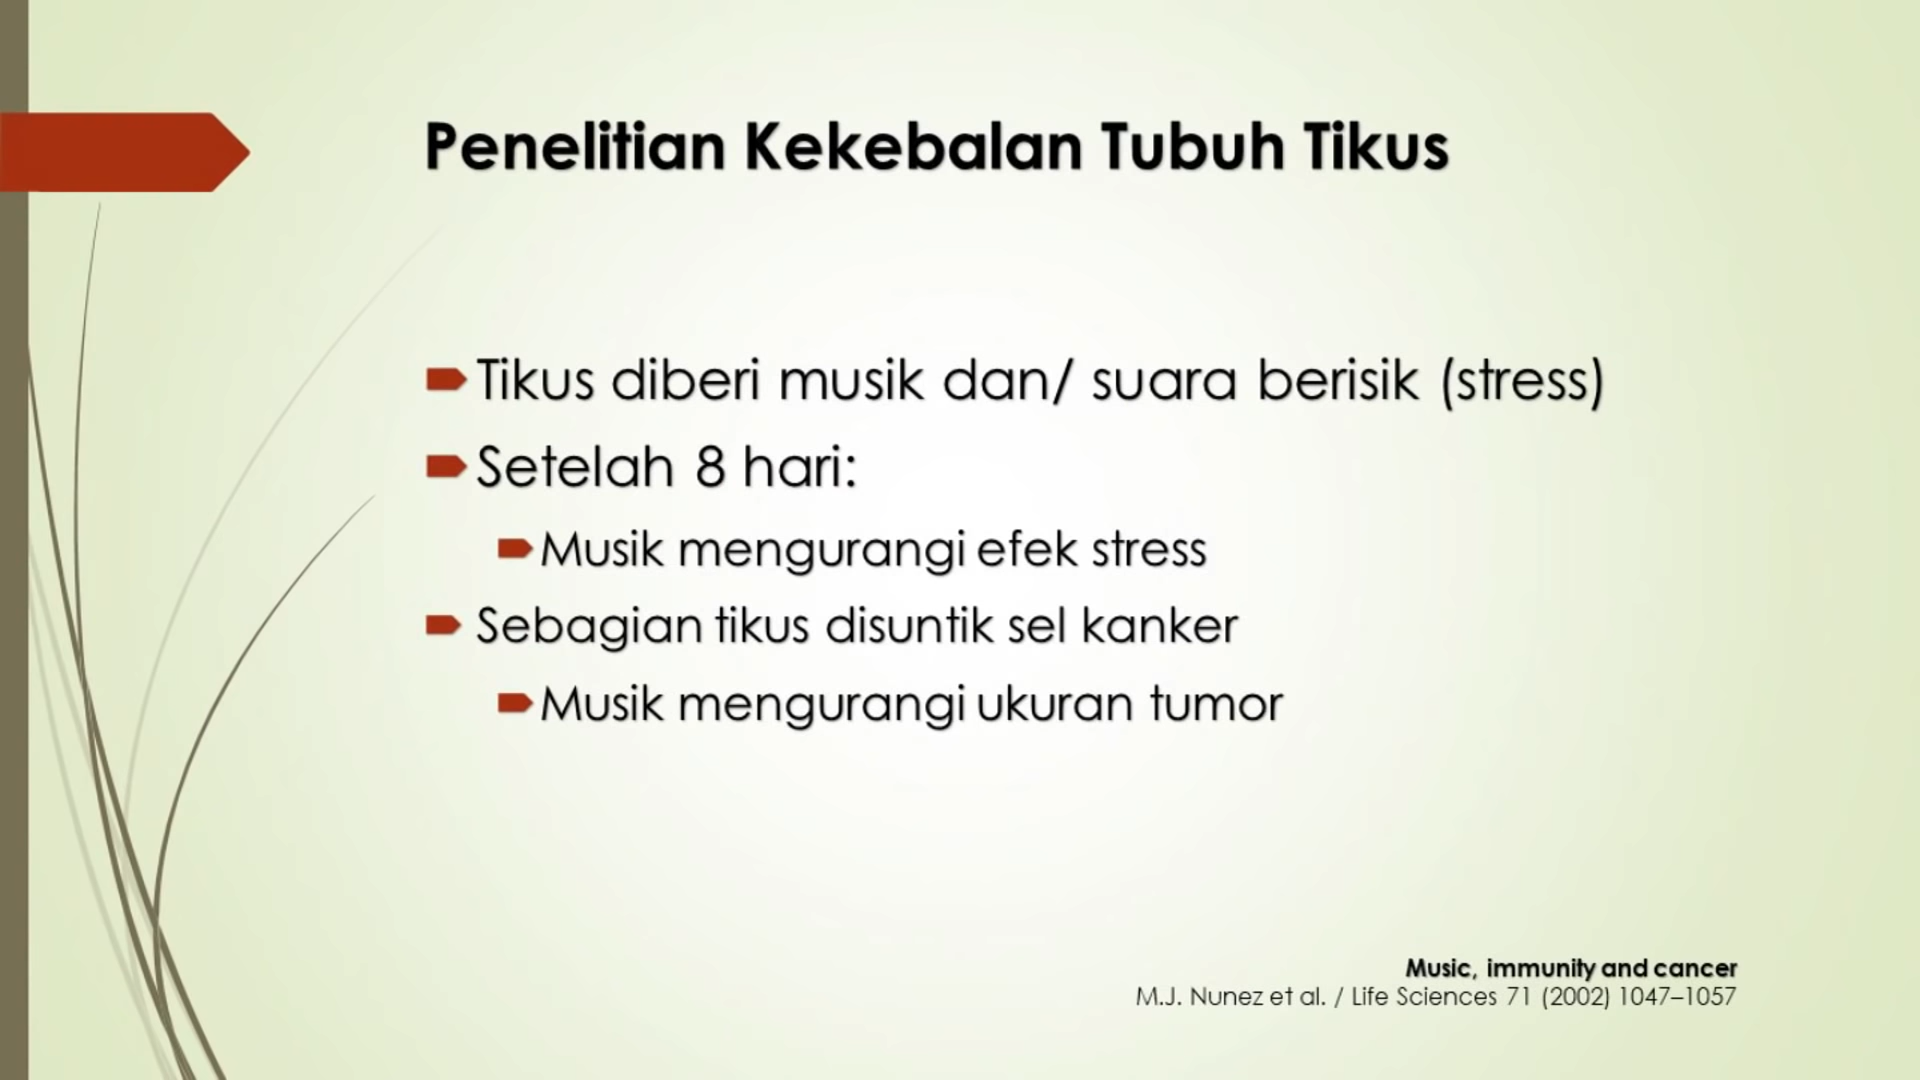 Penelitian Kekebalan Tubuh Tikus
Tikus diberi musik dan/ suara berisik (stress)
Setelah 8 hari:
Musik mengurangi efek stress
Sebagian tikus disuntik sel kanker
Musik mengurangi ukuran tumor
Music, immunity and cancer
M.J. Nunez et al. / Life Sciences 71 (2002) 1047–1057